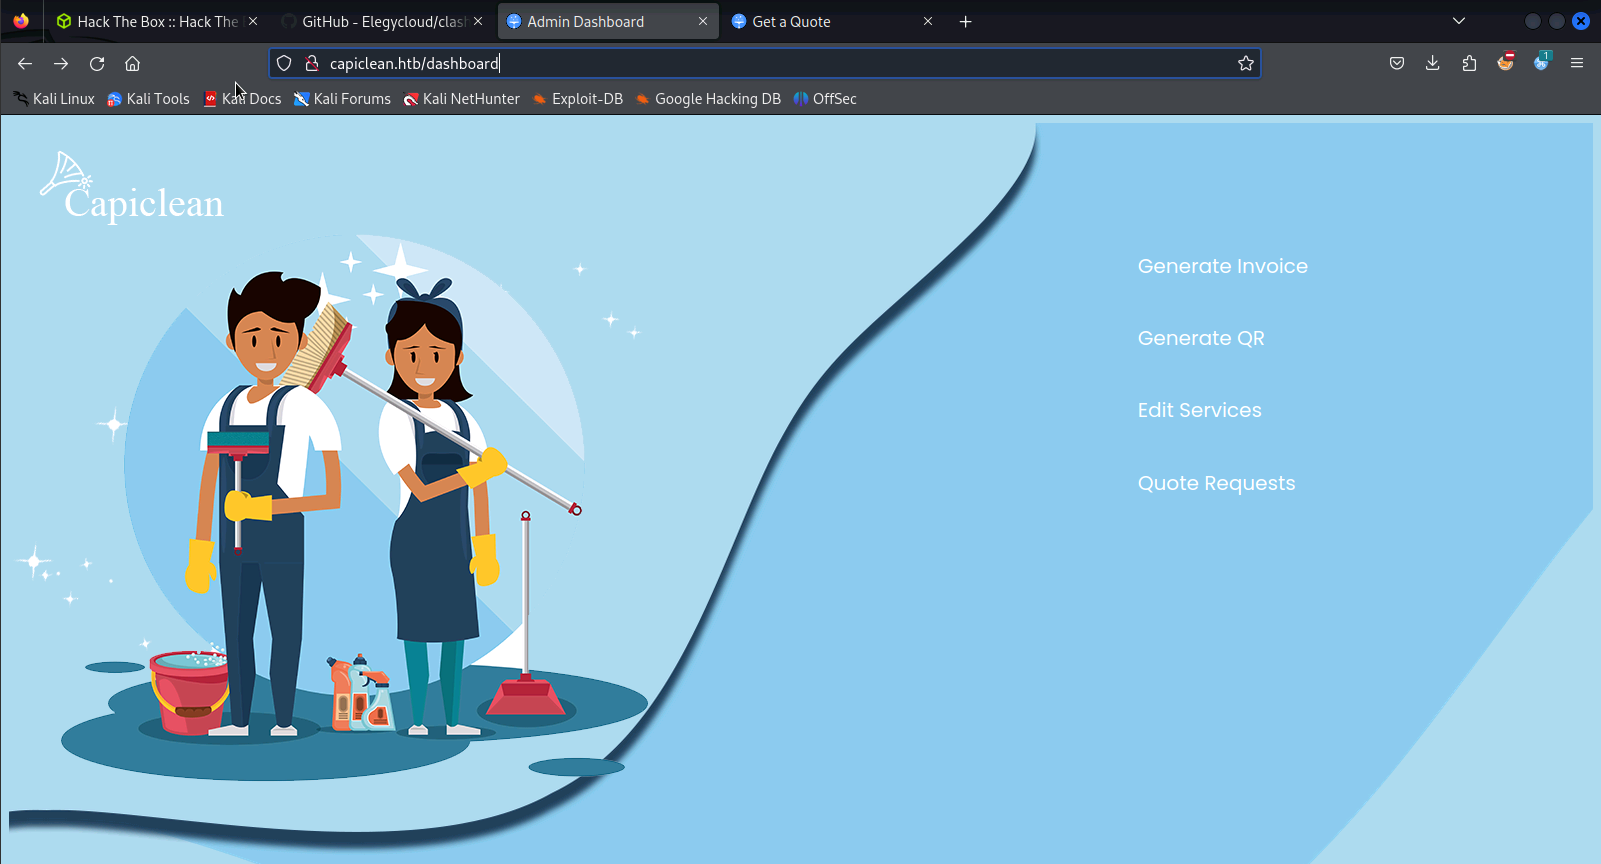 Hack The Box :: Hack The
GitHub - Elegycloud/clash
Admin Dashboard
Get a Quote
capiclean.htb/dashboard
1
Kali Linux
Kali Tools
Kali Docs
Kali Forums
Kali NetHunter
Exploit-DB
Google Hacking DB
OffSec
Capiclean
Generate Invoice
Generate QR
Edit Services
Quote Requests